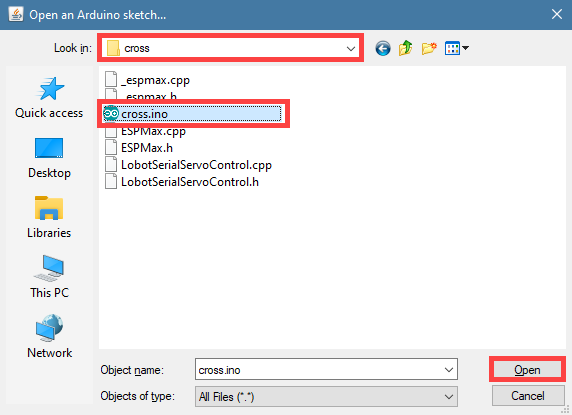 Open an Arduino sketch...
Look in: cross
_espmax.cpp
_espmax.h
cross.ino
ESPMax.cpp
ESPMax.h
LobotSerialServoControl.cpp
LobotSerialServoControl.h
Quick access
Desktop
Libraries
This PC
Network
Object name: cross.ino
Open
Objects of type: All Files (*.*)
Cancel